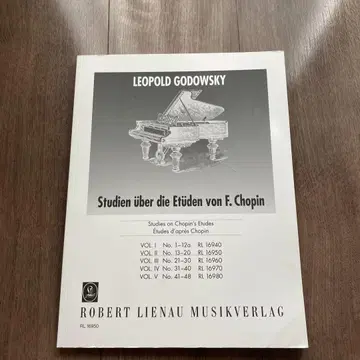 LEOPOLD GODOWSKY
Studien über die Etüden von F. Chopin
Studies on Chopin's Etudes
Études d'après Chopin
VOL. I No. 1-12a RL 16940
VOL. II No. 13-20 RL 16950
VOL. III No. 21-30 RL 16960
VOL. IV No. 31-40 RL 16970
VOL. V No. 41-48 RL 16980
ROBERT LIENAU MUSIKVERLAG
RL 16950